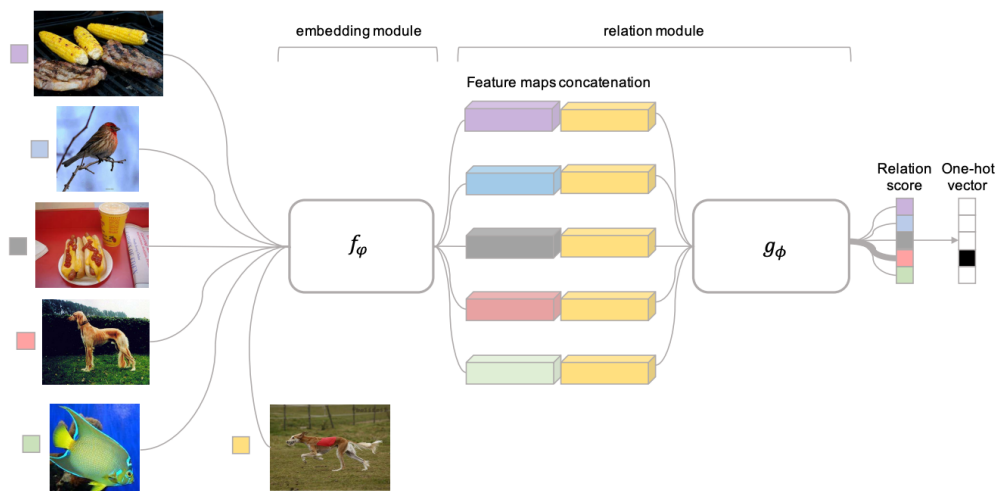 embedding module
relation module
Feature maps concatenation
Relation
score
One-hot
vector
fφ
gϕ